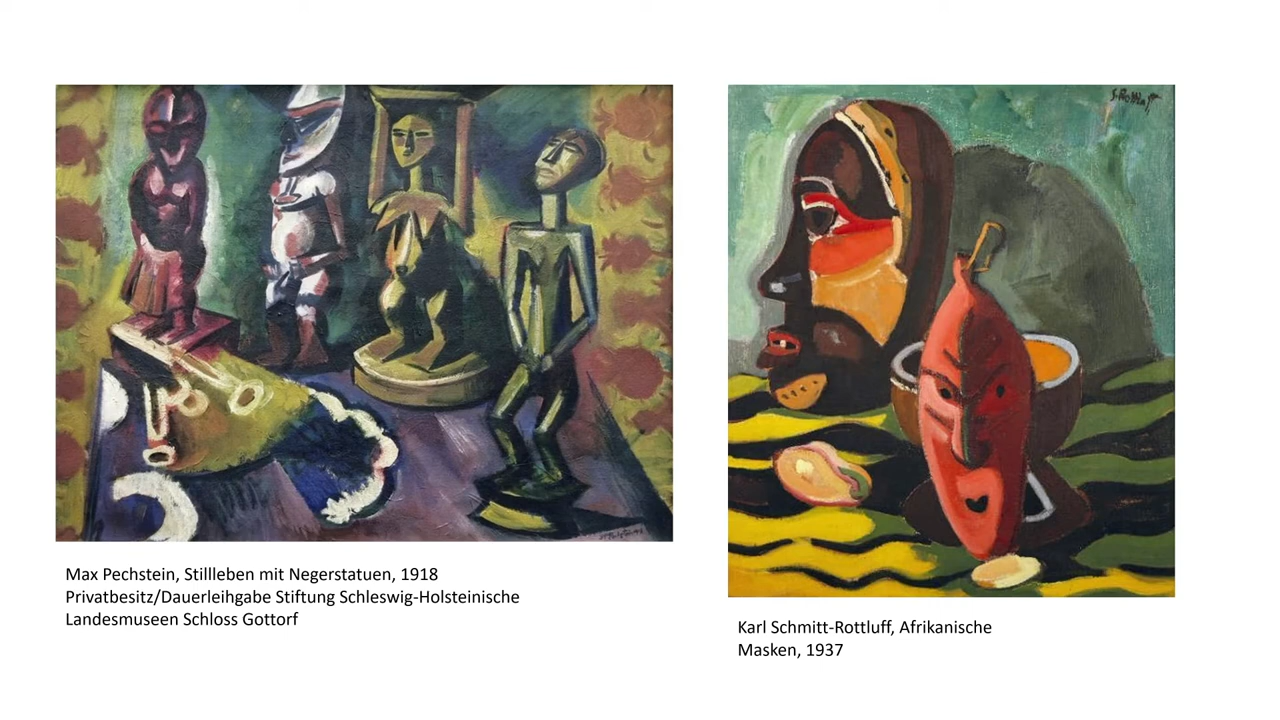 S. Rottluff
Max Pechstein, Stillleben mit Negerstatuen, 1918
Privatbesitz/Dauerleihgabe Stiftung Schleswig-Holsteinische
Landesmuseen Schloss Gottorf
Karl Schmitt-Rottluff, Afrikanische
Masken, 1937